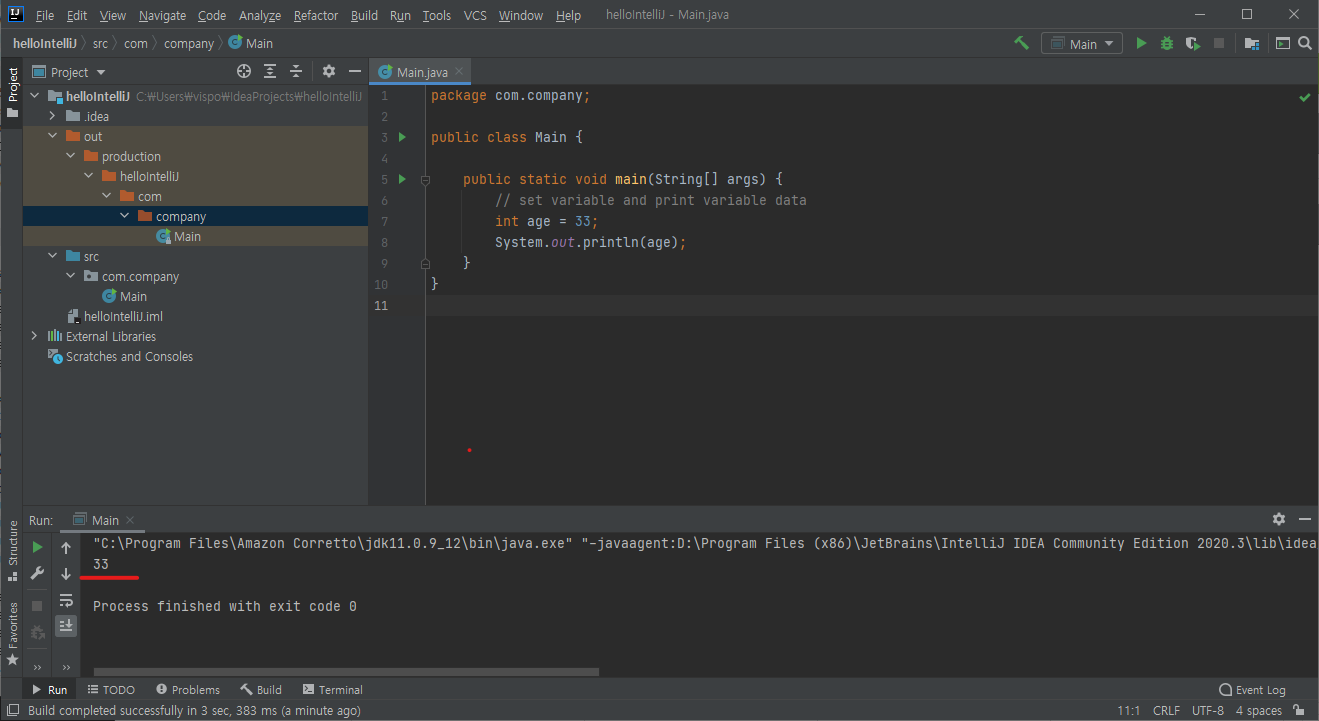 File Edit View Navigate Code Analyze Refactor Build Run Tools VCS Window Help helloIntelliJ - Main.java
helloIntelliJ src com company Main
Main
Project
Project
Main.java
helloIntelliJ C:₩Users₩vispo₩IdeaProjects₩helloIntelliJ
.idea
out
production
helloIntelliJ
com
company
Main
src
com.company
Main
helloIntelliJ.iml
External Libraries
Scratches and Consoles
1 package com.company;
2
3 public class Main {
4
5 public static void main(String[] args) {
6 // set variable and print variable data
7 int age = 33;
8 System.out.println(age);
9 }
10 }
11
Structure
Favorites
Run: Main
"C:\Program Files\Amazon Corretto\jdk11.0.9_12\bin\java.exe" "-javaagent:D:\Program Files (x86)\JetBrains\IntelliJ IDEA Community Edition 2020.3\lib\idea
33
Process finished with exit code 0
Run TODO Problems Build Terminal Event Log
Build completed successfully in 3 sec, 383 ms (a minute ago) 11:1 CRLF UTF-8 4 spaces